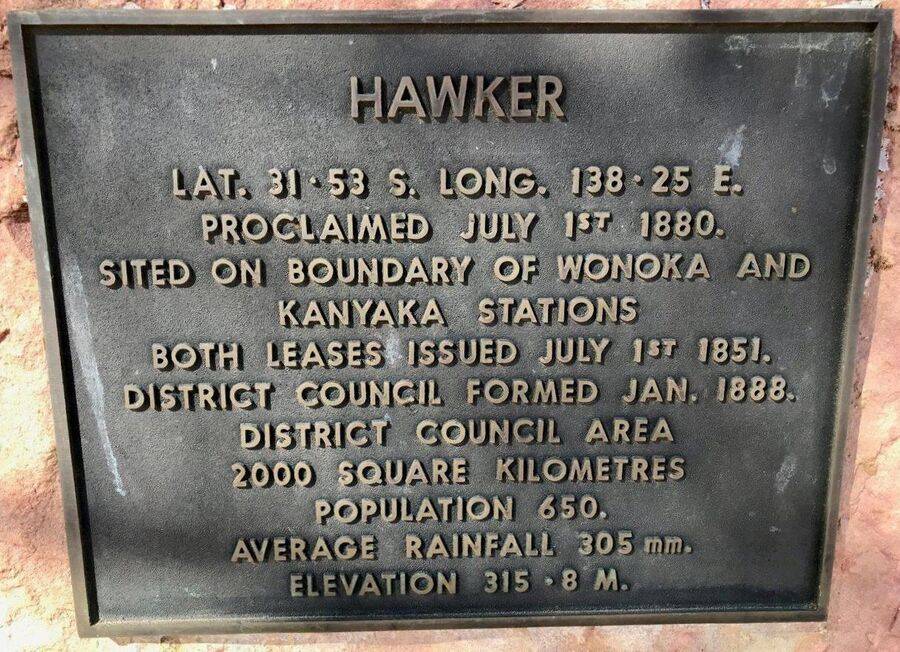 HAWKER
LAT. 31·53 S. LONG. 138·25 E.
PROCLAIMED JULY 1ST 1880.
SITED ON BOUNDARY OF WONOKA AND
KANYAKA STATIONS
BOTH LEASES ISSUED JULY 1ST 1851.
DISTRICT COUNCIL FORMED JAN. 1888.
DISTRICT COUNCIL AREA
2000 SQUARE KILOMETRES
POPULATION 650.
AVERAGE RAINFALL 305 mm.
ELEVATION 315·8 M.